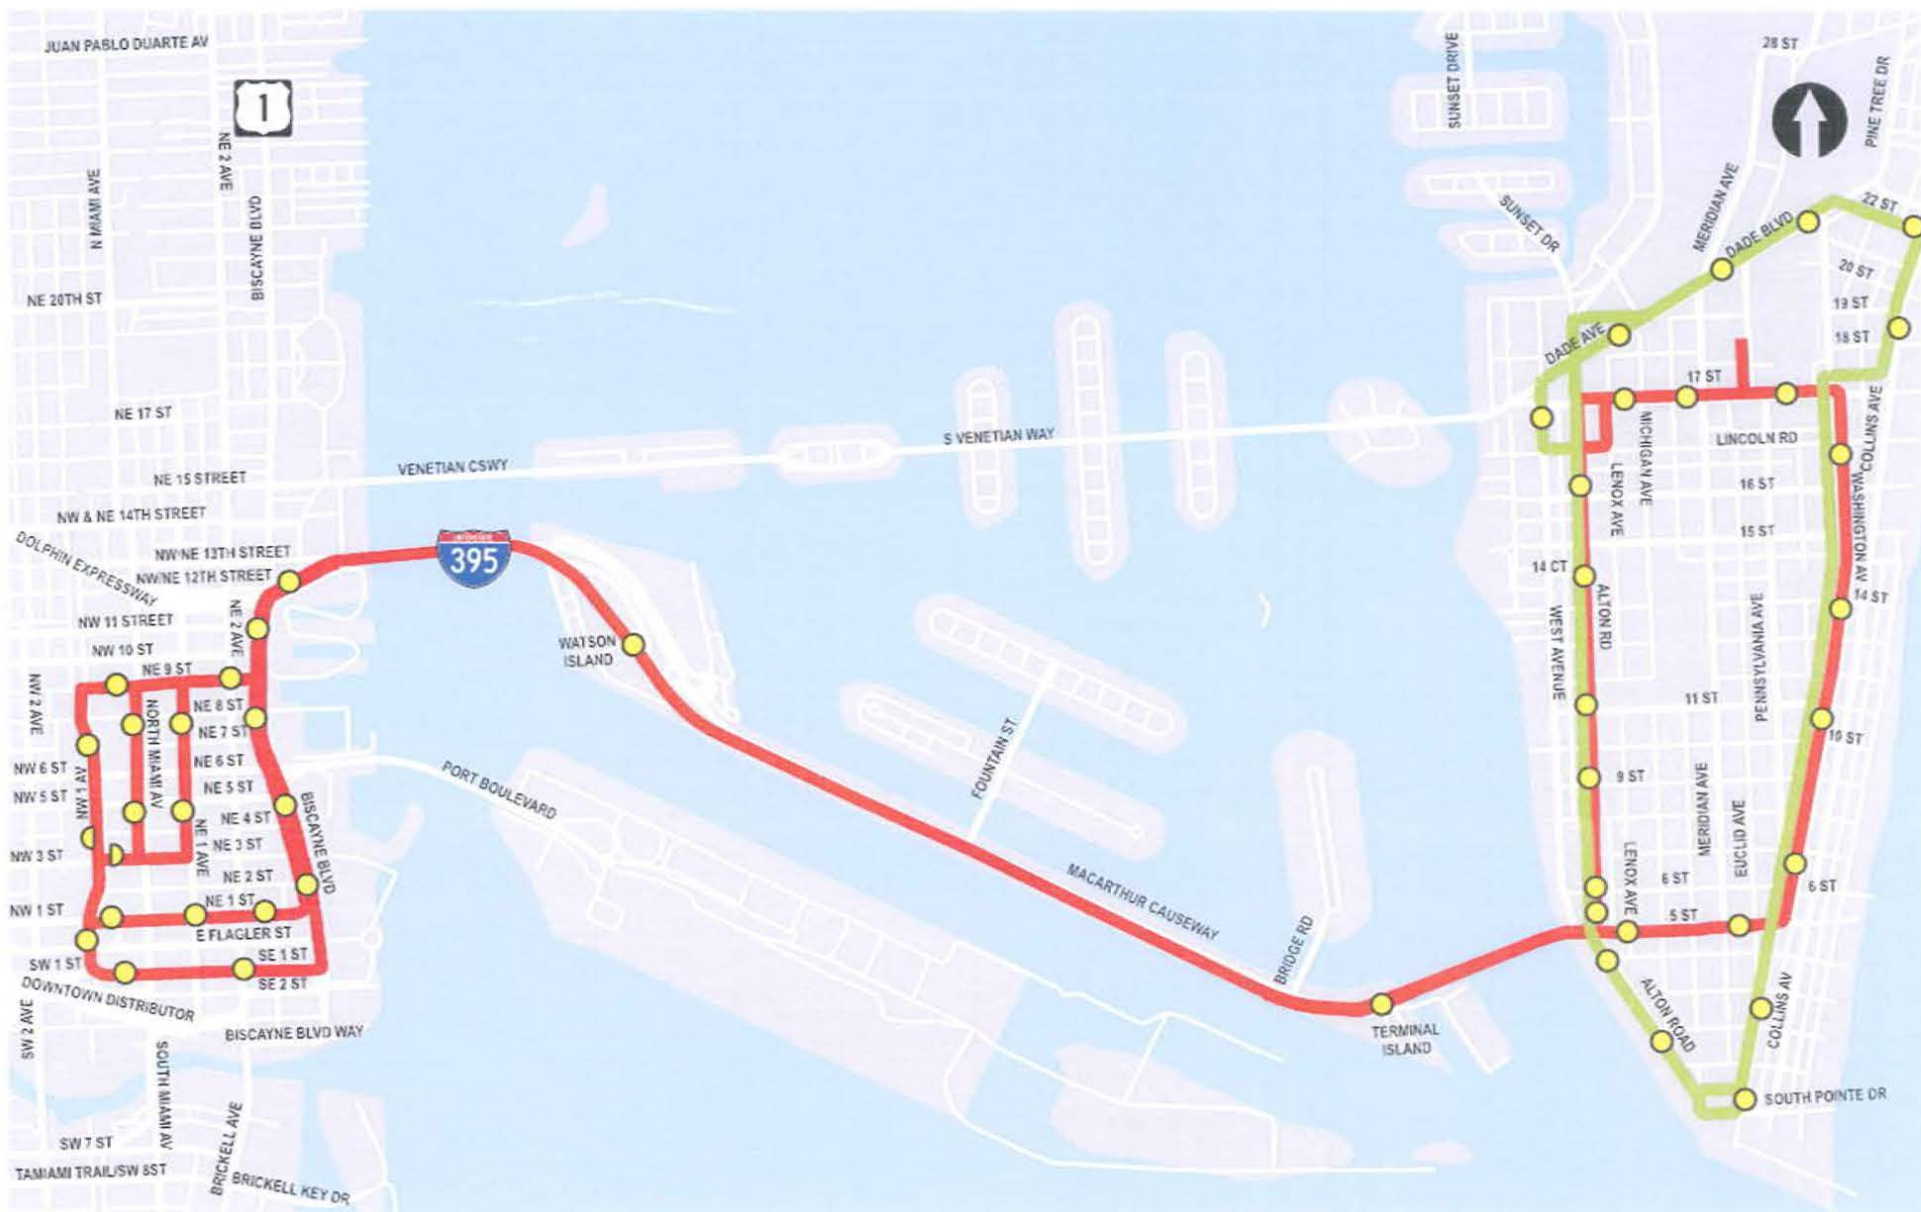 JUAN PABLO DUARTE AV
1
NE 2 AVE
N MIAMI AVE
BISCAYNE BLVD
NE 20TH ST
NE 17 ST
NE 15 STREET
NW & NE 14TH STREET
DOLPHIN EXPRESSWAY
NW/NE 13TH STREET
NW/NE 12TH STREET
NE 2 AVE
NW 11 STREET
NW 10 ST
NE 9 ST
NW 2 AVE
NORTH MIAMI AV
NE 8 ST
NE 7 ST
NE 6 ST
NE 5 ST
NE 4 ST
NE 3 ST
NE 2 ST
NE 1 ST
NW 6 ST
NW 5 ST
NW 1 AV
NW 3 ST
NE 1 AVE
BISCAYNE BLVD
NW 1 ST
E FLAGLER ST
SE 1 ST
SE 2 ST
SW 1 ST
DOWNTOWN DISTRIBUTOR
SW 2 AVE
BISCAYNE BLVD WAY
SOUTH MIAMI AV
BRICKELL AVE
SW 7 ST
TAMIAMI TRAIL/SW 8ST
BRICKELL KEY DR
VENETIAN CSWY
S VENETIAN WAY
INTERSTATE
395
WATSON
ISLAND
PORT BOULEVARD
FOUNTAIN ST
MACARTHUR CAUSEWAY
BRIDGE RD
TERMINAL
ISLAND
SUNSET DRIVE
28 ST
PINE TREE DR
SUNSET DR
MERIDIAN AVE
DADE BLVD
22 ST
20 ST
19 ST
18 ST
DADE AVE
17 ST
MICHIGAN AVE
LINCOLN RD
COLLINS AVE
LENOX AVE
16 ST
WASHINGTON AV
15 ST
14 CT
ALTON RD
14 ST
WEST AVENUE
PENNSYLVANIA AVE
11 ST
10 ST
9 ST
MERIDIAN AVE
EUCLID AVE
LENOX AVE
6 ST
6 ST
5 ST
ALTON ROAD
COLLINS AV
SOUTH POINTE DR